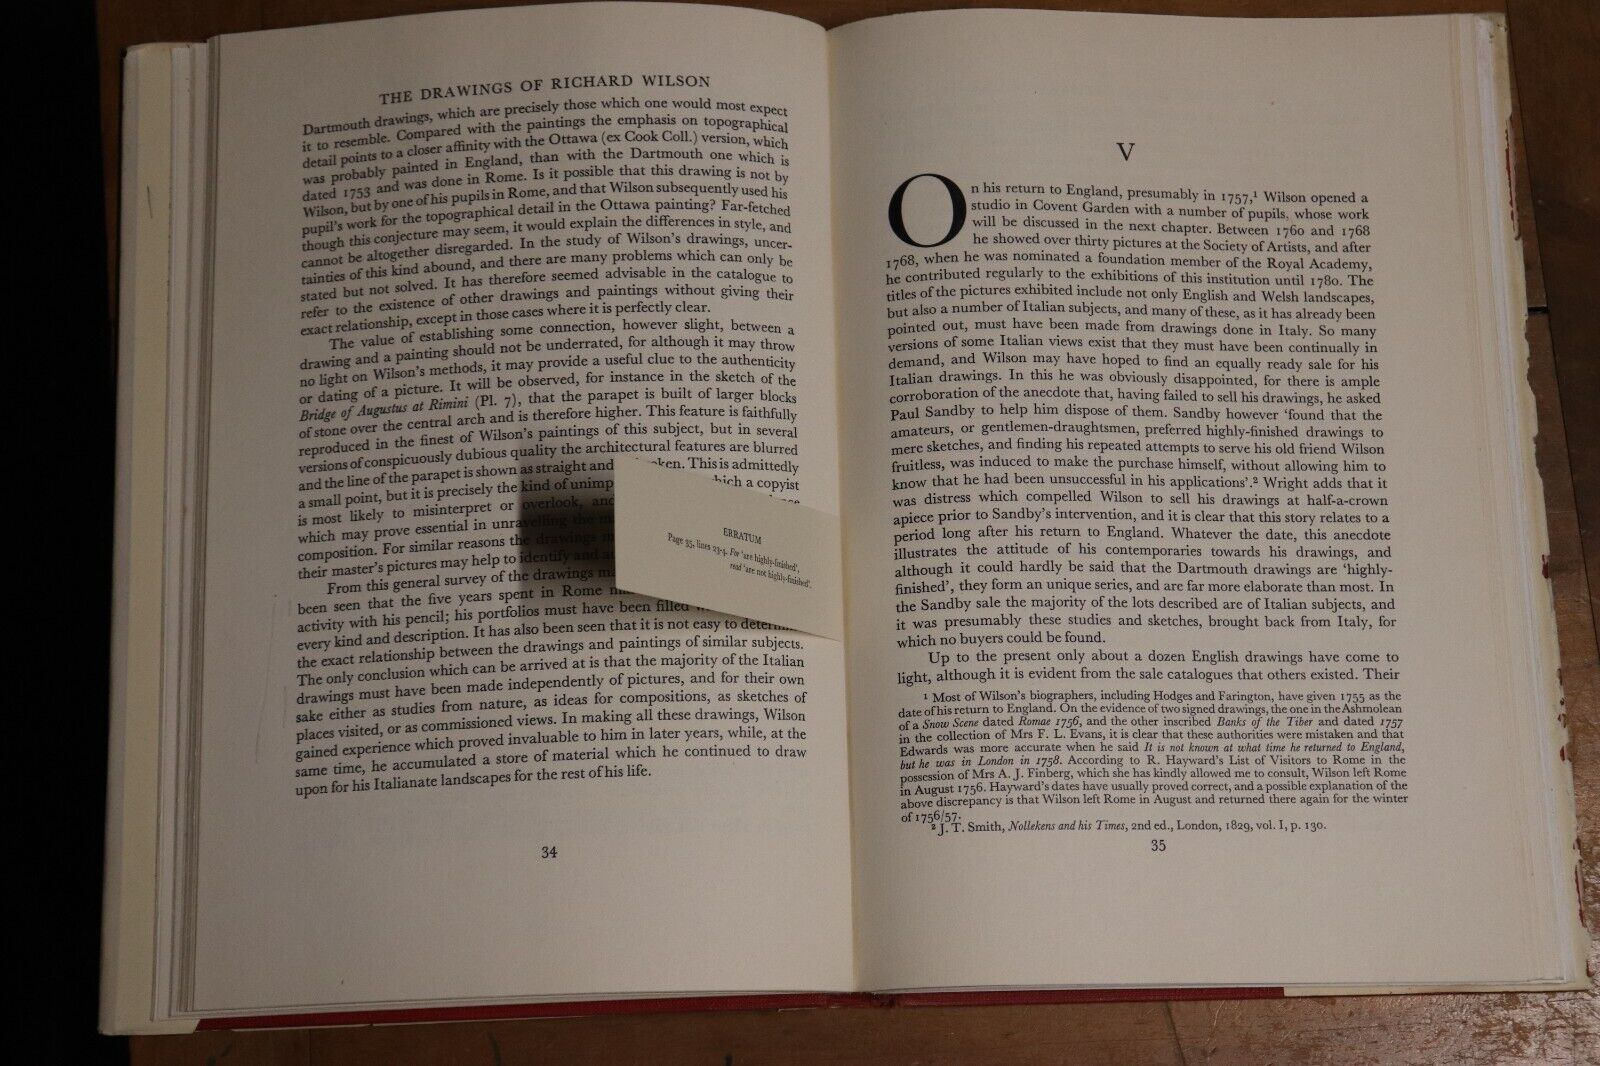 THE DRAWINGS OF RICHARD WILSON
Dartmouth drawings, which are precisely those which one would most expect
it to resemble. Compared with the paintings the emphasis on topographical
detail points to a closer affinity with the Ottawa (ex Cook Coll.) version, which
was probably painted in England, than with the Dartmouth one which is
dated 1753 and was done in Rome. Is it possible that this drawing is not by
Wilson, but by one of his pupils in Rome, and that Wilson subsequently used his
pupil's work for the topographical detail in the Ottawa painting? Far-fetched
though this conjecture may seem, it would explain the differences in style, and
cannot be altogether disregarded. In the study of Wilson's drawings, uncer-
tainties of this kind abound, and there are many problems which can only be
stated but not solved. It has therefore seemed advisable in the catalogue to
refer to the existence of other drawings and paintings without giving their
exact relationship, except in those cases where it is perfectly clear.
The value of establishing some connection, however slight, between a
drawing and a painting should not be underrated, for although it may throw
no light on Wilson's methods, it may provide a useful clue to the authenticity
or dating of a picture. It will be observed, for instance in the sketch of the
Bridge of Augustus at Rimini (Pl. 7), that the parapet is built of larger blocks
of stone over the central arch and is therefore higher. This feature is faithfully
reproduced in the finest of Wilson's paintings of this subject, but in several
versions of conspicuously dubious quality the architectural features are blurred
and the line of the parapet is shown as straight and This is admittedly
a small point, but it is precisely the kind of which a copyist
is most likely to misinterpret or overlook, and
which may prove essential in unravelling the
composition. For similar reasons the drawings
their master's pictures may help to identify and
From this general survey of the drawings
been seen that the five years spent in Rome
activity with his pencil; his portfolios must have been filled
every kind and description. It has also been seen that it is not easy to determine
the exact relationship between the drawings and paintings of similar subjects.
The only conclusion which can be arrived at is that the majority of the Italian
drawings must have been made independently of pictures, and for their own
sake either as studies from nature, as ideas for compositions, as sketches of
places visited, or as commissioned views. In making all these drawings, Wilson
gained experience which proved invaluable to him in later years, while, at the
same time, he accumulated a store of material which he continued to draw
upon for his Italianate landscapes for the rest of his life.
34
ERRATUM
Page 35, lines 23-4. For 'are highly-finished',
read 'are not highly-finished'.
V
On his return to England, presumably in 1757,¹ Wilson opened a
studio in Covent Garden with a number of pupils, whose work
will be discussed in the next chapter. Between 1760 and 1768
he showed over thirty pictures at the Society of Artists, and after
1768, when he was nominated a foundation member of the Royal Academy,
he contributed regularly to the exhibitions of this institution until 1780. The
titles of the pictures exhibited include not only English and Welsh landscapes,
but also a number of Italian subjects, and many of these, as it has already been
pointed out, must have been made from drawings done in Italy. So many
versions of some Italian views exist that they must have been continually in
demand, and Wilson may have hoped to find an equally ready sale for his
Italian drawings. In this he was obviously disappointed, for there is ample
corroboration of the anecdote that, having failed to sell his drawings, he asked
Paul Sandby to help him dispose of them. Sandby however 'found that the
amateurs, or gentlemen-draughtsmen, preferred highly-finished drawings to
mere sketches, and finding his repeated attempts to serve his old friend Wilson
fruitless, was induced to make the purchase himself, without allowing him to
know that he had been unsuccessful in his applications'.² Wright adds that it
was distress which compelled Wilson to sell his drawings at half-a-crown
apiece prior to Sandby's intervention, and it is clear that this story relates to a
period long after his return to England. Whatever the date, this anecdote
illustrates the attitude of his contemporaries towards his drawings, and
although it could hardly be said that the Dartmouth drawings are 'highly-
finished', they form an unique series, and are far more elaborate than most. In
the Sandby sale the majority of the lots described are of Italian subjects, and
it was presumably these studies and sketches, brought back from Italy, for
which no buyers could be found.
Up to the present only about a dozen English drawings have come to
light, although it is evident from the sale catalogues that others existed. Their
¹ Most of Wilson's biographers, including Hodges and Farington, have given 1755 as the
date of his return to England. On the evidence of two signed drawings, the one in the Ashmolean
of a Snow Scene dated Romae 1756, and the other inscribed Banks of the Tiber and dated 1757
in the collection of Mrs F. L. Evans, it is clear that these authorities were mistaken and that
Edwards was more accurate when he said It is not known at what time he returned to England,
but he was in London in 1758. According to R. Hayward's List of Visitors to Rome in the
possession of Mrs A. J. Finberg, which she has kindly allowed me to consult, Wilson left Rome
in August 1756. Hayward's dates have usually proved correct, and a possible explanation of the
above discrepancy is that Wilson left Rome in August and returned there again for the winter
of 1756/57.
² J. T. Smith, Nollekens and his Times, 2nd ed., London, 1829, vol. I, p. 130.
35